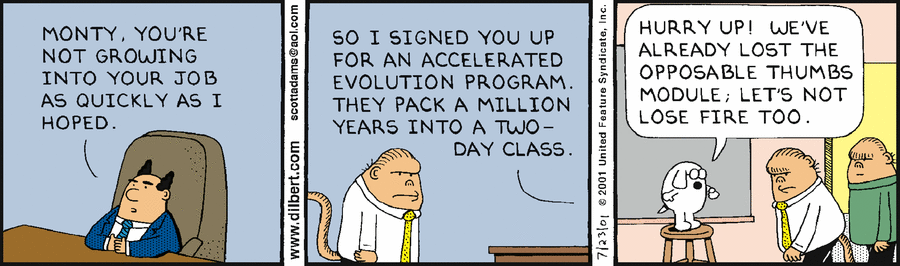 MONTY, YOU'RE
NOT GROWING
INTO YOUR JOB
AS QUICKLY AS I
HOPED.
www.dilbert.com
scottadams@aol.com
SO I SIGNED YOU UP
FOR AN ACCELERATED
EVOLUTION PROGRAM.
THEY PACK A MILLION
YEARS INTO A TWO-
DAY CLASS.
7/23/01 © 2001 United Feature Syndicate, Inc.
HURRY UP! WE'VE
ALREADY LOST THE
OPPOSABLE THUMBS
MODULE; LET'S NOT
LOSE FIRE TOO.